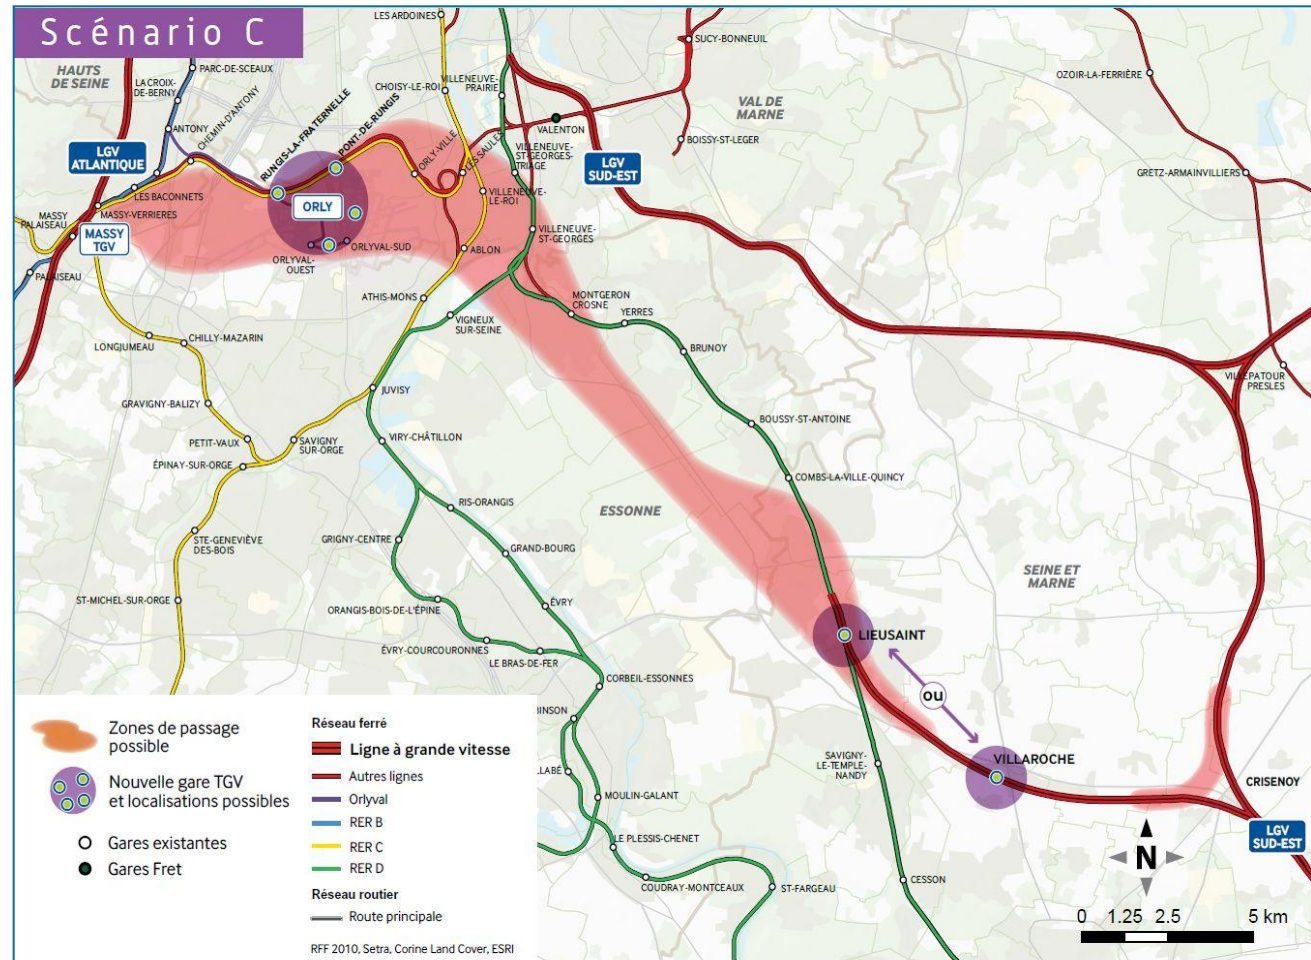 Scénario C
LES ARDOINES
SUCY-BONNEUIL
HAUTS
DE SEINE
PARC-DE-SCEAUX
LA CROIX-
DE-BERNY
CHOISY-LE-ROI
VILLENEUVE-
PRAIRIE
OZOIR-LA-FERRIÈRE
VAL DE
MARNE
ANTONY
CHEMIN-D'ANTONY
RUNGIS-LA-FRATERNELLE
PONT-DE-RUNGIS
ORLY-VILLE
LES SAULES
VALENTON
BOISSY-ST-LEGER
LGV
ATLANTIQUE
VILLENEUVE-
ST-GEORGES-
TRIAGE
LGV
SUD-EST
GRETZ-ARMAINVILLIERS
LES BACONNETS
ORLY
VILLENEUVE-
LE-ROI
MASSY
PALAISEAU
MASSY-VERRIERES
MASSY
TGV
VILLENEUVE-
ST-GEORGES
ORLYVAL-SUD
ORLYVAL-
OUEST
ABLON
PALAISEAU
ATHIS-MONS
MONTGERON
CROSNE
YERRES
VIGNEUX
SUR-SEINE
LONGJUMEAU
CHILLY-MAZARIN
BRUNOY
VILLEPATOUR
PRESLES
JUVISY
GRAVIGNY-BALIZY
BOUSSY-ST-ANTOINE
PETIT-VAUX
SAVIGNY
SUR-ORGE
VIRY-CHÂTILLON
ÉPINAY-SUR-ORGE
COMBS-LA-VILLE-QUINCY
RIS-ORANGIS
ESSONNE
STE-GENEVIÈVE
DES-BOIS
GRIGNY-CENTRE
GRAND-BOURG
SEINE ET
MARNE
ST-MICHEL-SUR-ORGE
ORANGIS-BOIS-DE-L'ÉPINE
ÉVRY
LIEUSAINT
ÉVRY-COURCOURONNES
LE BRAS-DE-FER
CORBEIL-ESSONNES
ou
BINSON
SAVIGNY-
LE-TEMPLE-
NANDY
VILLAROCHE
LLABÉ
CRISENOY
MOULIN-GALANT
LGV
SUD-EST
LE PLESSIS-CHENET
COUDRAY-MONTCEAUX
ST-FARGEAU
CESSON
N
0 1.25 2.5 5 km
Zones de passage
possible
Nouvelle gare TGV
et localisations possibles
Gares existantes
Gares Fret
Réseau ferré
Ligne à grande vitesse
Autres lignes
Orlyval
RER B
RER C
RER D
Réseau routier
Route principale
RFF 2010, Setra, Corine Land Cover, ESRI